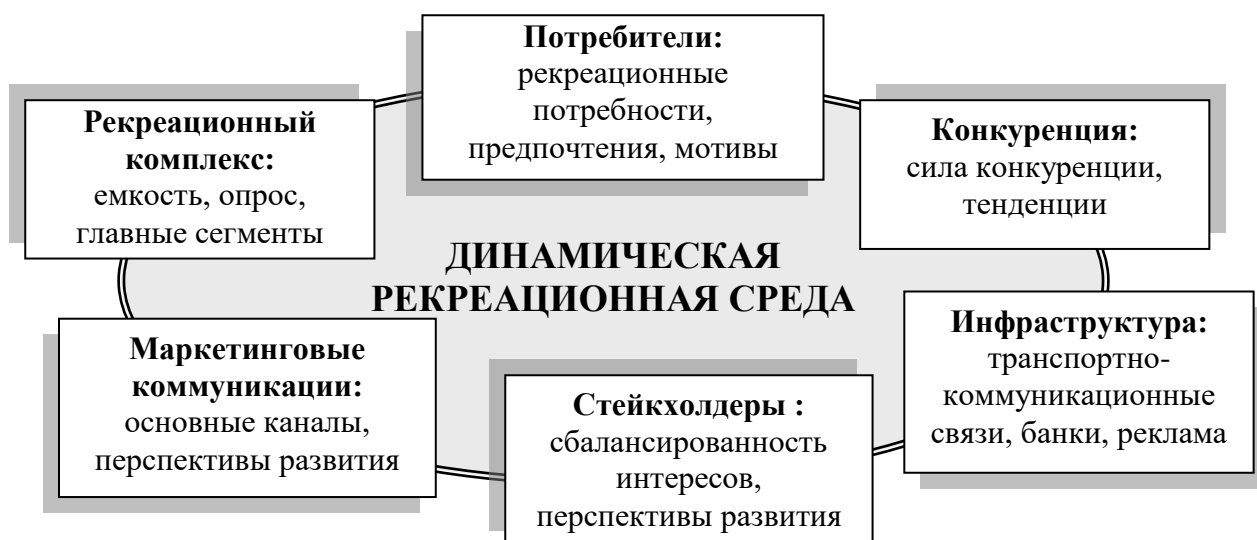 Потребители:
рекреационные
потребности,
предпочтения, мотивы
Рекреационный
комплекс:
емкость, опрос,
главные сегменты
Конкуренция:
сила конкуренции,
тенденции
ДИНАМИЧЕСКАЯ
РЕКРЕАЦИОННАЯ СРЕДА
Маркетинговые
коммуникации:
основные каналы,
перспективы развития
Стейкхолдеры :
сбалансированность
интересов,
перспективы развития
Инфраструктура:
транспортно-
коммуникационные
связи, банки, реклама